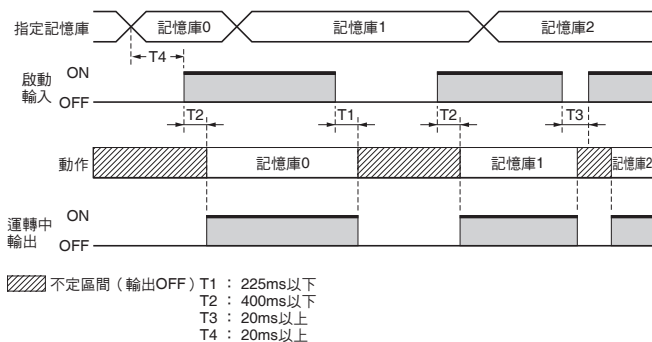 指定記憶庫 記憶庫0 記憶庫1 記憶庫2
T4
啟動輸入 ON
OFF
T2 T1 T2 T3
動作 記憶庫0 記憶庫1 記憶庫2
運轉中輸出 ON
OFF
不定區間（輸出OFF） T1 ： 225ms以下
T2 ： 400ms以下
T3 ： 20ms以上
T4 ： 20ms以上